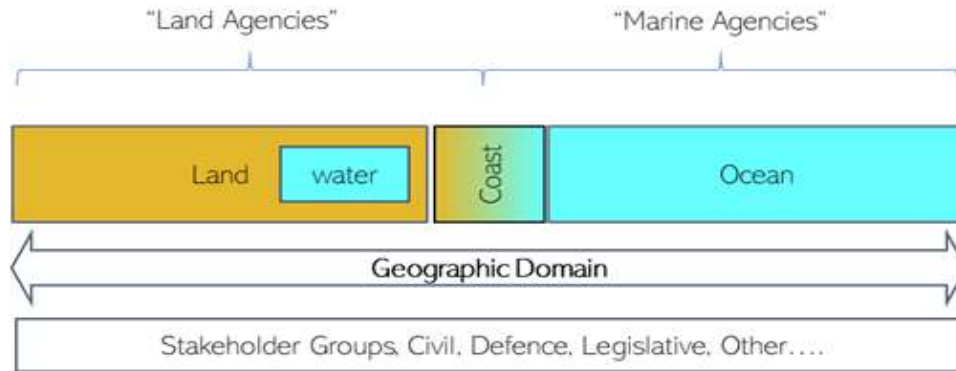 “Land Agencies”
“Marine Agencies”
Land
water
Coast
Ocean
Geographic Domain
Stakeholder Groups, Civil, Defence, Legislative, Other….